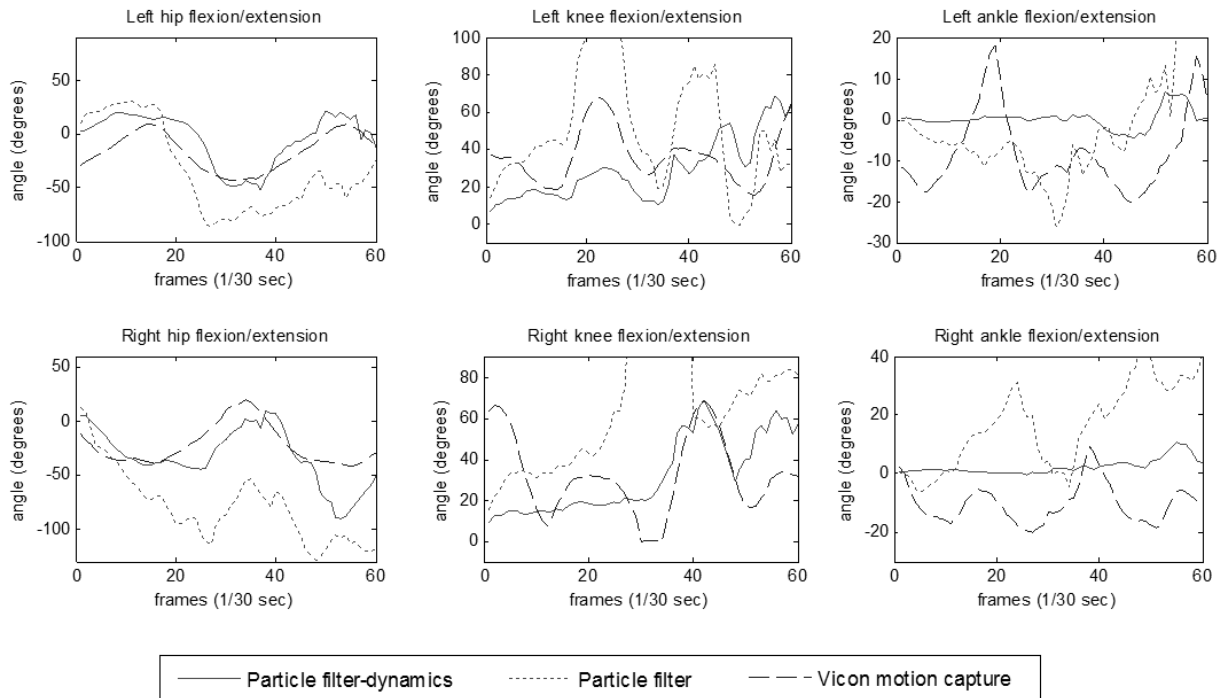 Left hip flexion/extension
angle (degrees)
50
0
-50
-100
0 20 40 60
frames (1/30 sec)
Left knee flexion/extension
angle (degrees)
100
80
60
40
20
0
0 20 40 60
frames (1/30 sec)
Left ankle flexion/extension
angle (degrees)
20
10
0
-10
-20
-30
0 20 40 60
frames (1/30 sec)
Right hip flexion/extension
angle (degrees)
50
0
-50
-100
0 20 40 60
frames (1/30 sec)
Right knee flexion/extension
angle (degrees)
80
60
40
20
0
0 20 40 60
frames (1/30 sec)
Right ankle flexion/extension
angle (degrees)
40
20
0
-20
0 20 40 60
frames (1/30 sec)
Particle filter-dynamics Particle filter Vicon motion capture